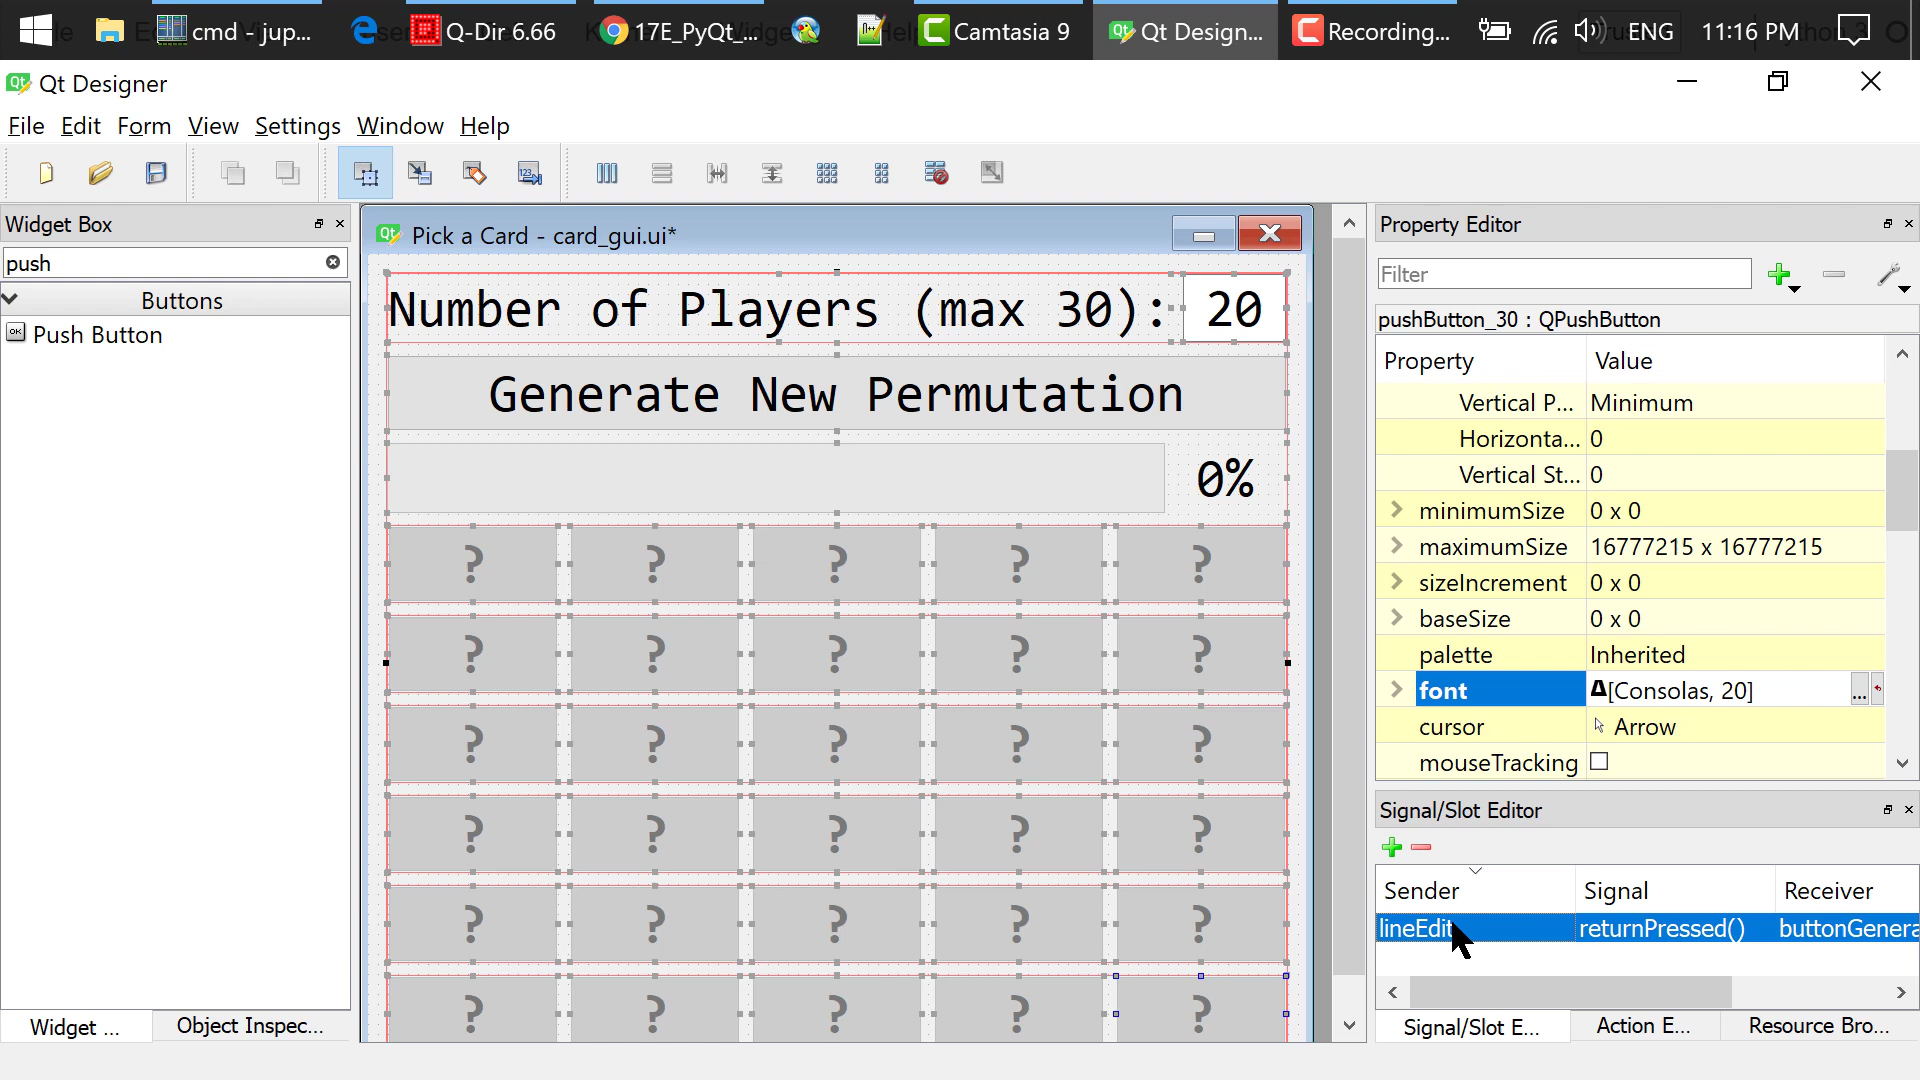 cmd - jup...
Q-Dir 6.66
17E_PyQt_...
Camtasia 9
Qt Design...
Recording...
ENG
11:16 PM
Qt Designer
File Edit Form View Settings Window Help
Widget Box
push
Buttons
Push Button
Widget ...
Object Inspec...
Pick a Card - card_gui.ui*
Number of Players (max 30): 20
Generate New Permutation
0%
? ? ? ? ?
? ? ? ? ?
? ? ? ? ?
? ? ? ? ?
? ? ? ? ?
? ? ? ? ?
Property Editor
Filter
pushButton_30 : QPushButton
Property Value
Vertical P... Minimum
Horizonta... 0
Vertical St... 0
minimumSize 0 x 0
maximumSize 16777215 x 16777215
sizeIncrement 0 x 0
baseSize 0 x 0
palette Inherited
font A [Consolas, 20] ...
cursor Arrow
mouseTracking
Signal/Slot Editor
Sender Signal Receiver
lineEdit returnPressed() buttonGenera
Signal/Slot E...
Action E...
Resource Bro...